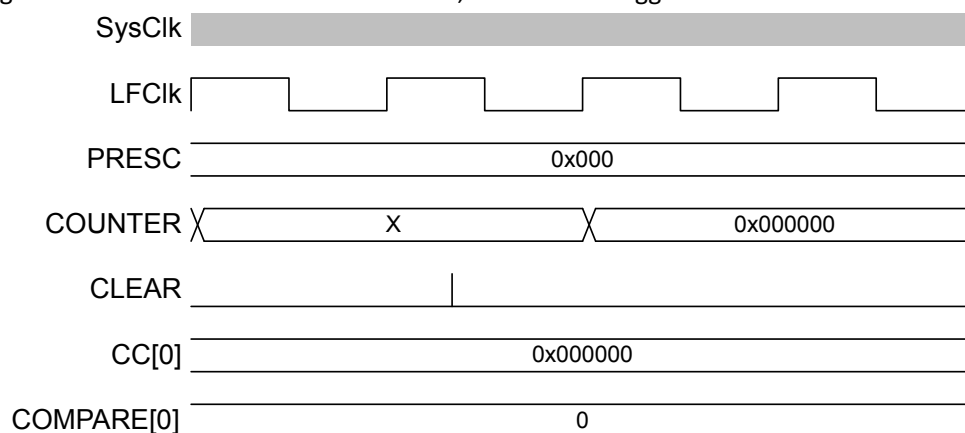 SysClk
LFClk
PRESC 0x000
COUNTER X 0x000000
CLEAR
CC[0] 0x000000
COMPARE[0] 0